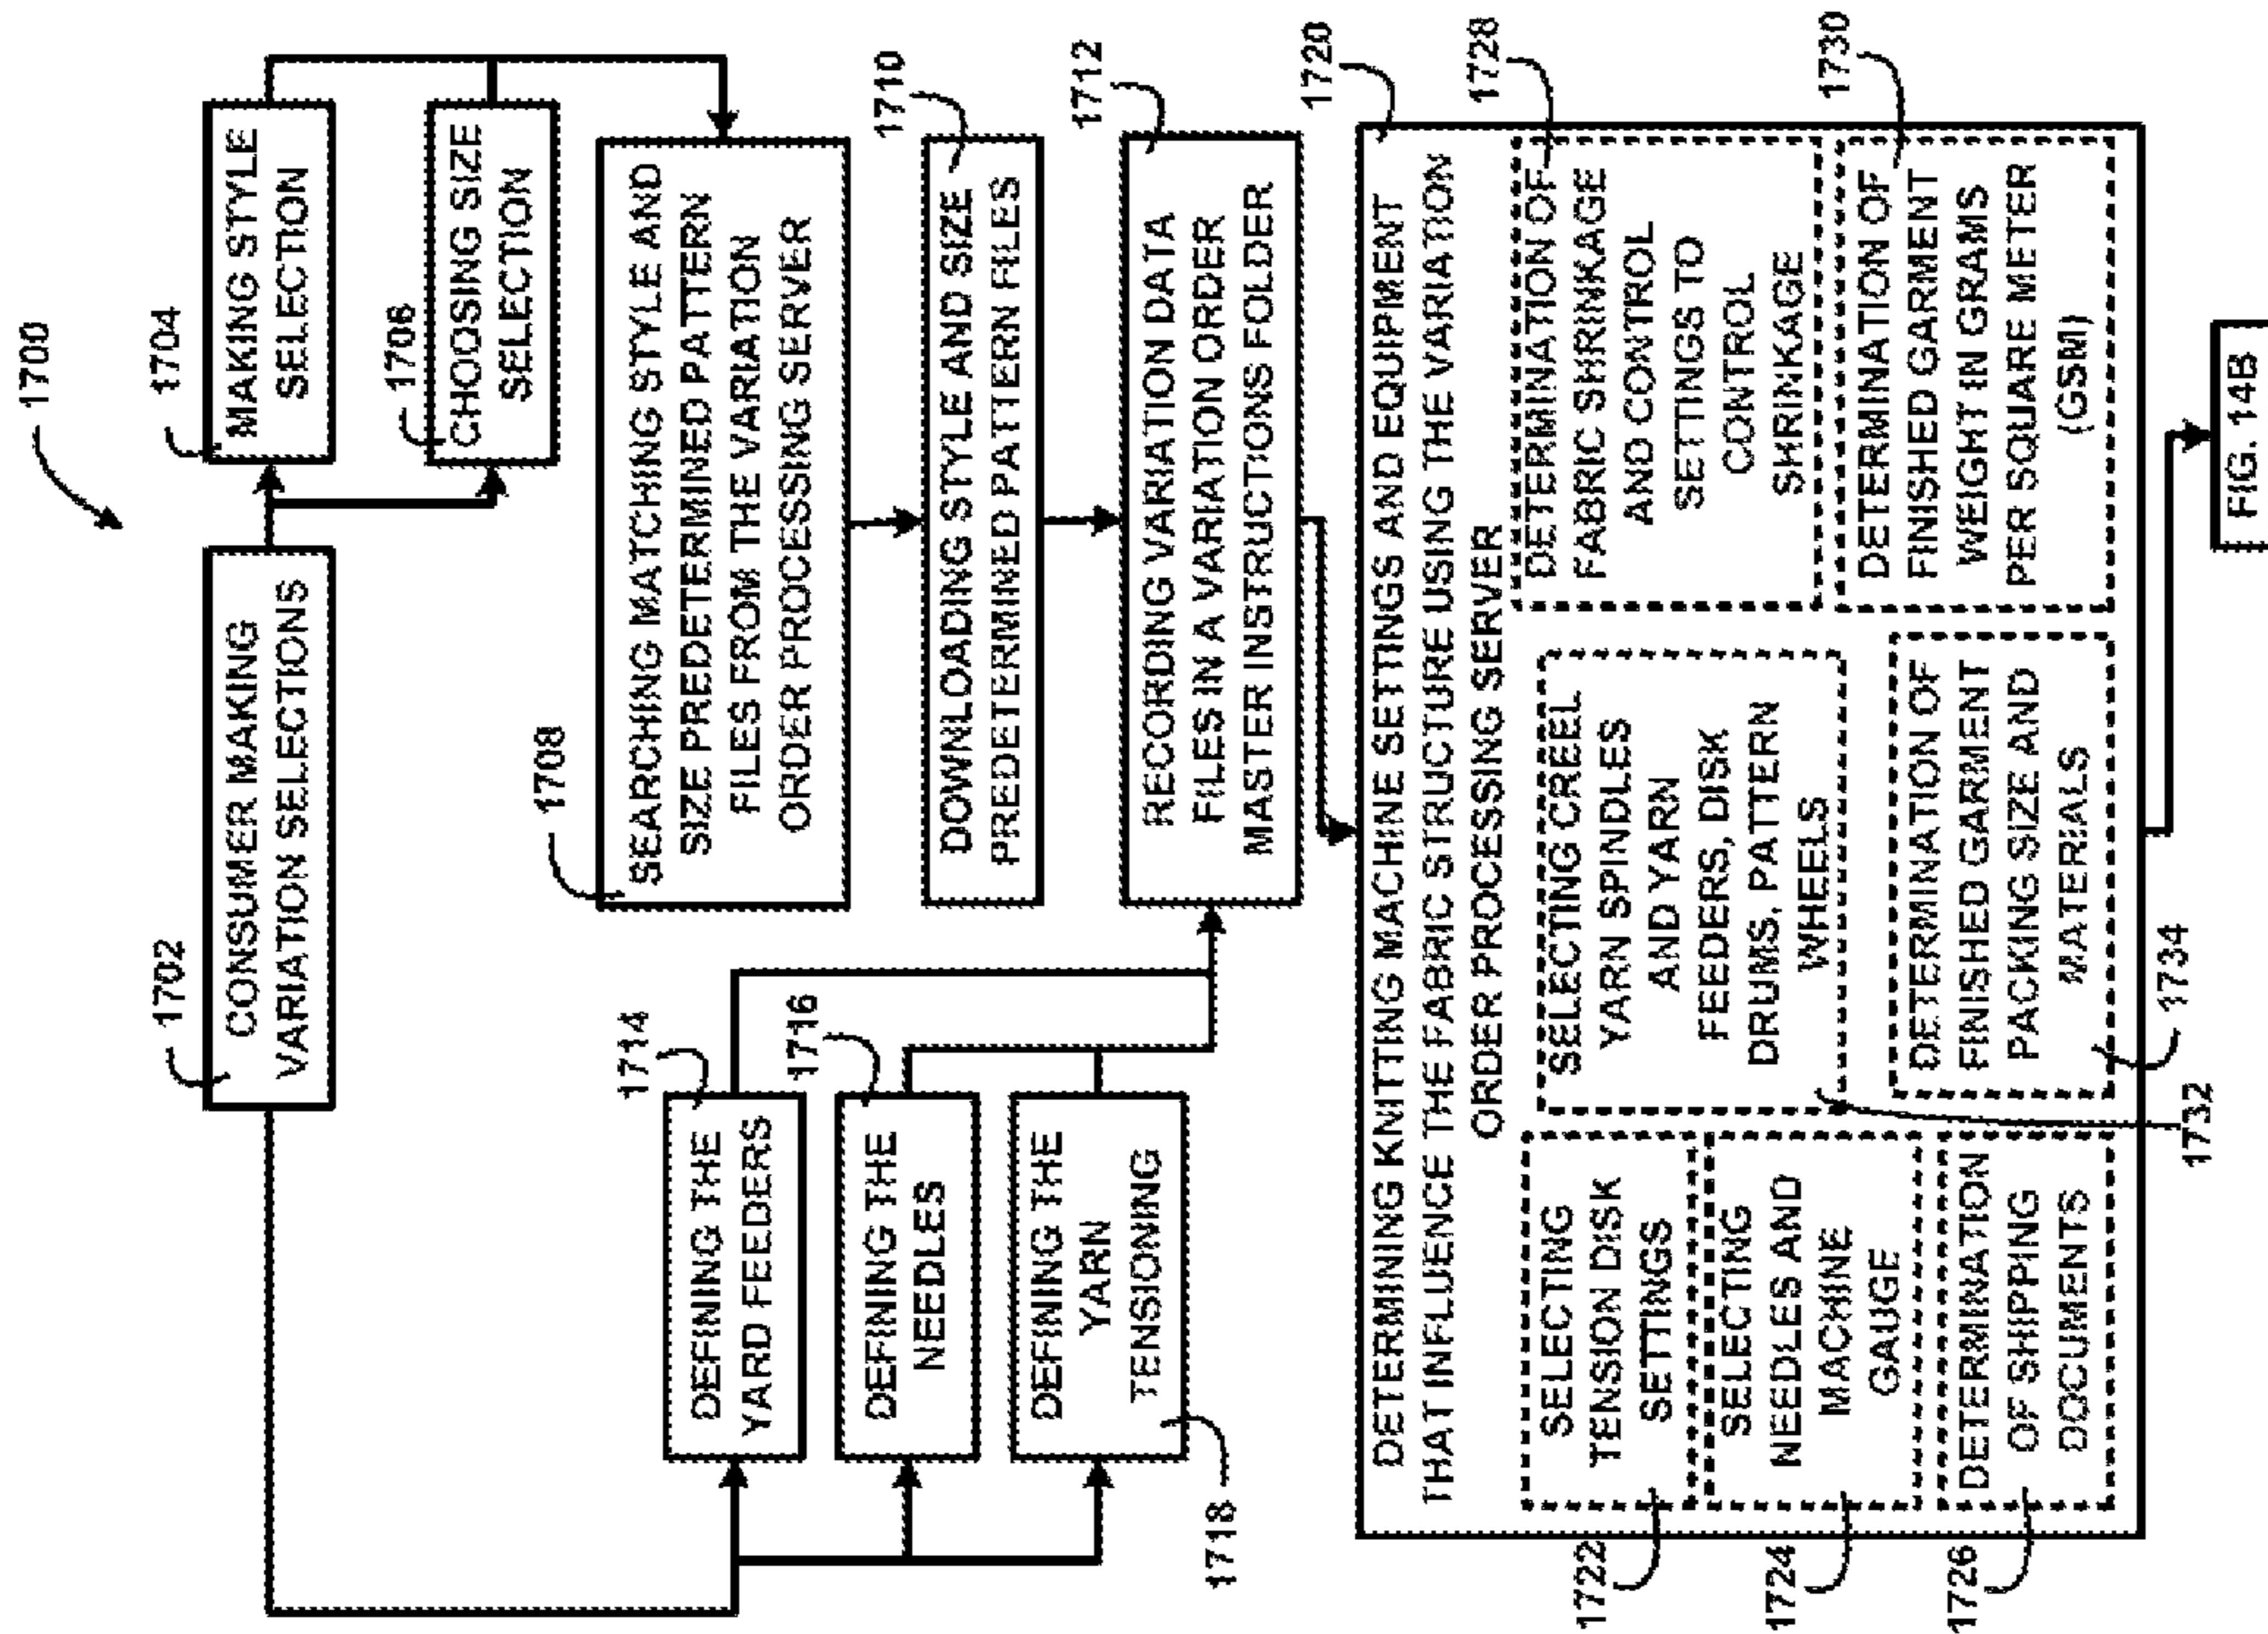 1700
1702
CONSUMER MAKING
VARIATION SELECTIONS
1704
MAKING STYLE
SELECTION
1706
CHOOSING SIZE
SELECTION
1708
SEARCHING MATCHING STYLE AND
SIZE PREDETERMINED PATTERN
FILES FROM THE VARIATION
ORDER PROCESSING SERVER
1710
DOWNLOADING STYLE AND SIZE
PREDETERMINED PATTERN FILES
1712
RECORDING VARIATION DATA
FILES IN A VARIATION ORDER
MASTER INSTRUCTIONS FOLDER
1714
DEFINING THE
YARD FEEDERS
1716
DEFINING THE
NEEDLES
DEFINING THE
YARN
TENSIONING
1718
1720
DETERMINING KNITTING MACHINE SETTINGS AND EQUIPMENT
THAT INFLUENCE THE FABRIC STRUCTURE USING THE VARIATION
ORDER PROCESSING SERVER
SELECTING
TENSION DISK
SETTINGS
1722
SELECTING
NEEDLES AND
MACHINE
GAUGE
1724
DETERMINATION
OF SHIPPING
DOCUMENTS
1726
SELECTING CREEL
YARN SPINDLES
AND YARN
FEEDERS, DISK
DRUMS, PATTERN
WHEELS
1732
DETERMINATION OF
FINISHED GARMENT
PACKING SIZE AND
MATERIALS
1734
DETERMINATION OF
FABRIC SHRINKAGE
AND CONTROL
SETTINGS TO
CONTROL
SHRINKAGE
1728
DETERMINATION OF
FINISHED GARMENT
WEIGHT IN GRAMS
PER SQUARE METER
(GSM)
1730
FIG. 14B